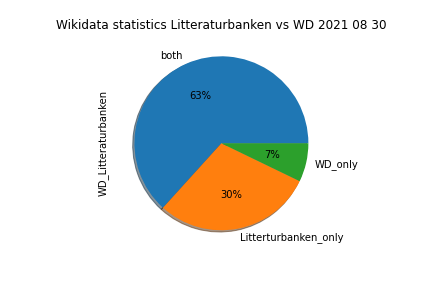 Wikidata statistics Litteraturbanken vs WD 2021 08 30
both
63%
WD_Litteraturbanken
7%
WD_only
30%
Litterturbanken_only